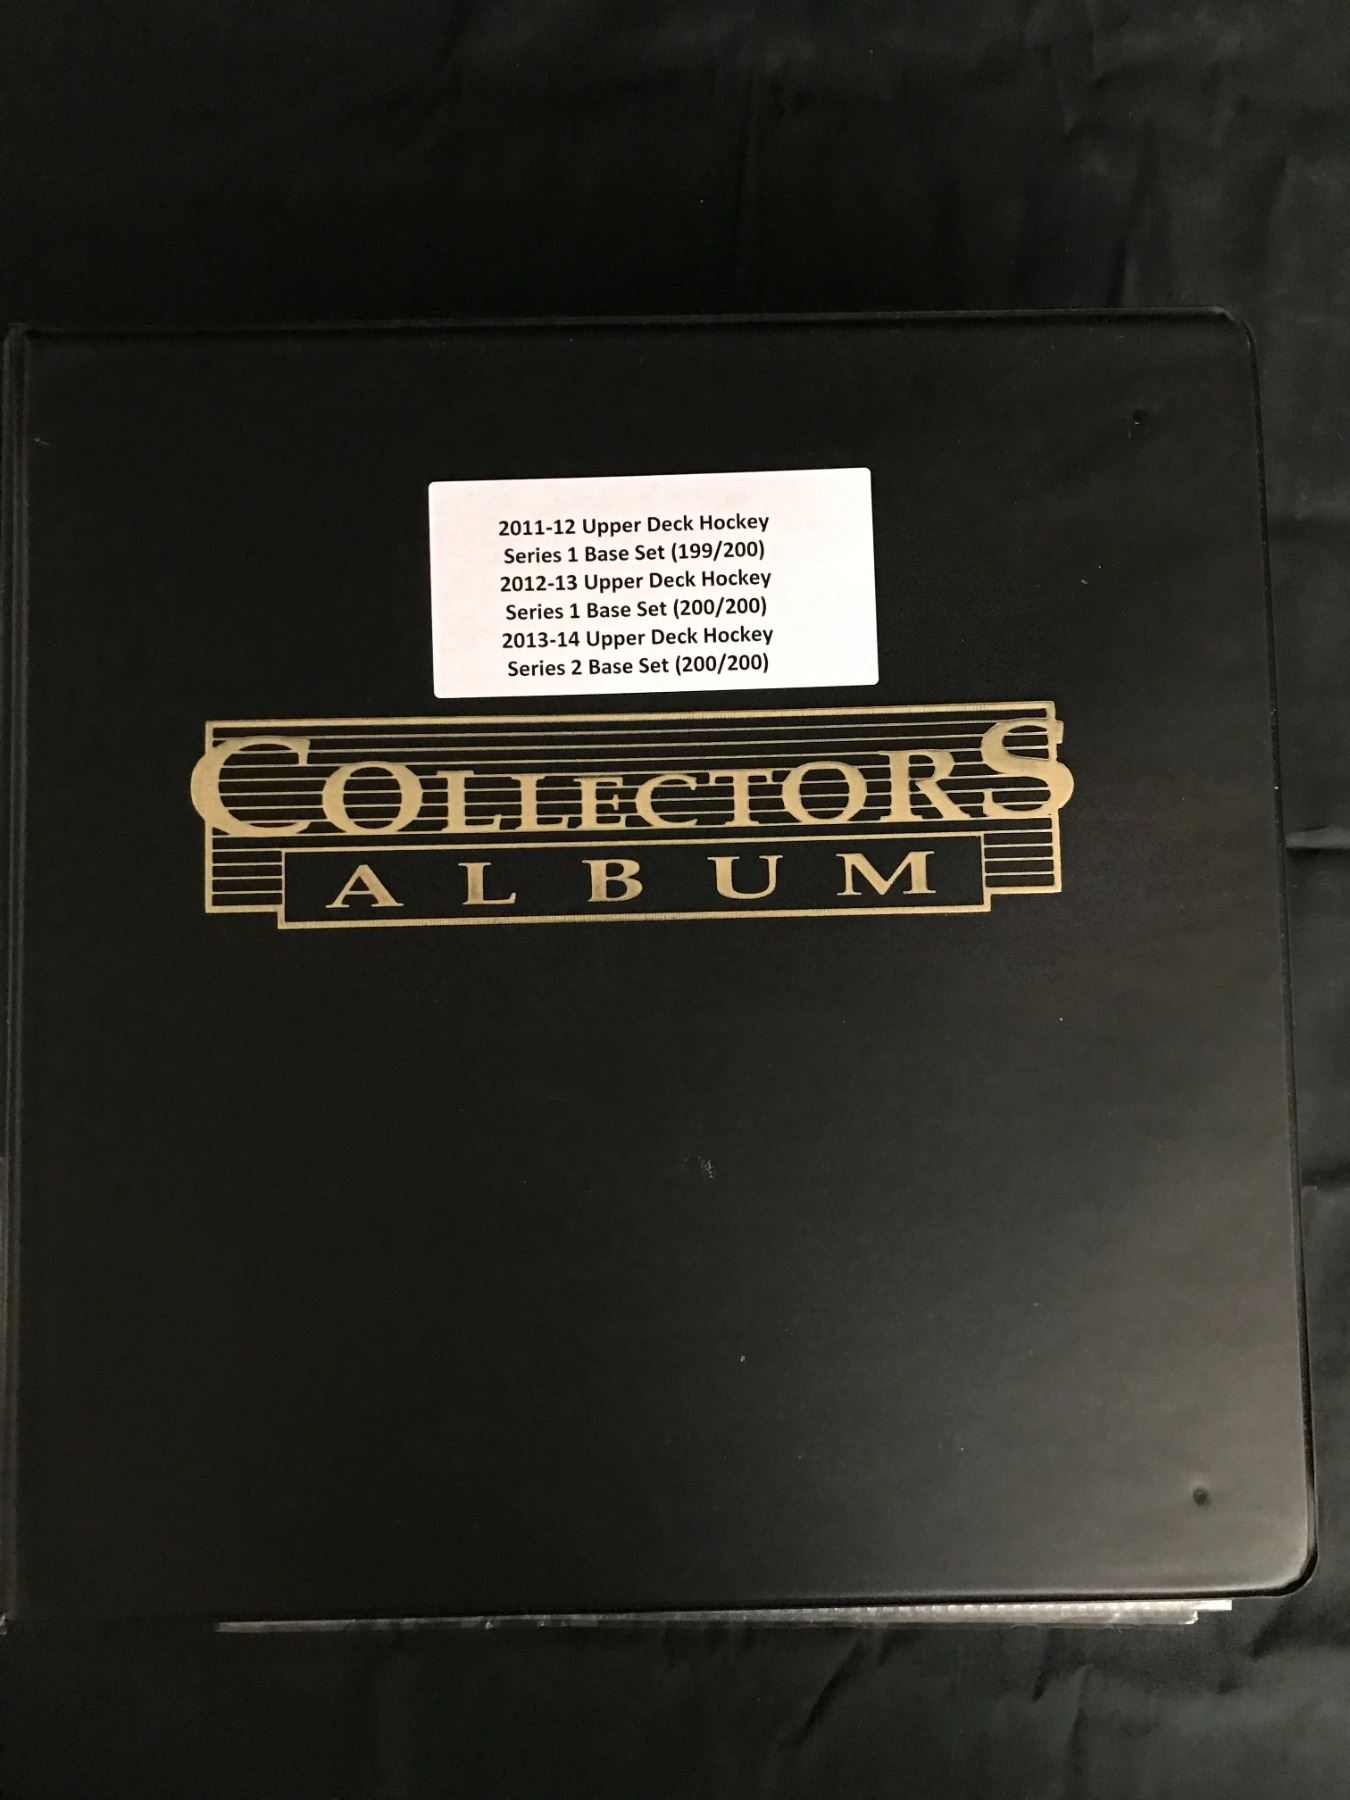 2011-12 Upper Deck Hockey
Series 1 Base Set (199/200)
2012-13 Upper Deck Hockey
Series 1 Base Set (200/200)
2013-14 Upper Deck Hockey
Series 2 Base Set (200/200)
COLLECTORS
ALBUM